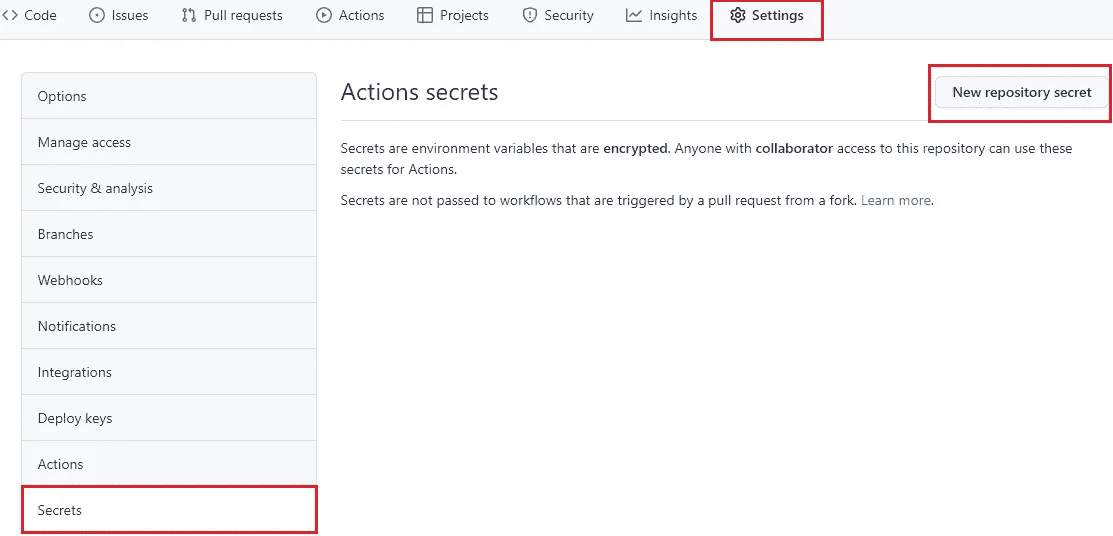 Code Issues Pull requests Actions Projects Security Insights Settings
Options
Manage access
Security & analysis
Branches
Webhooks
Notifications
Integrations
Deploy keys
Actions
Secrets
Actions secrets
New repository secret
Secrets are environment variables that are encrypted. Anyone with collaborator access to this repository can use these
secrets for Actions.
Secrets are not passed to workflows that are triggered by a pull request from a fork. Learn more.